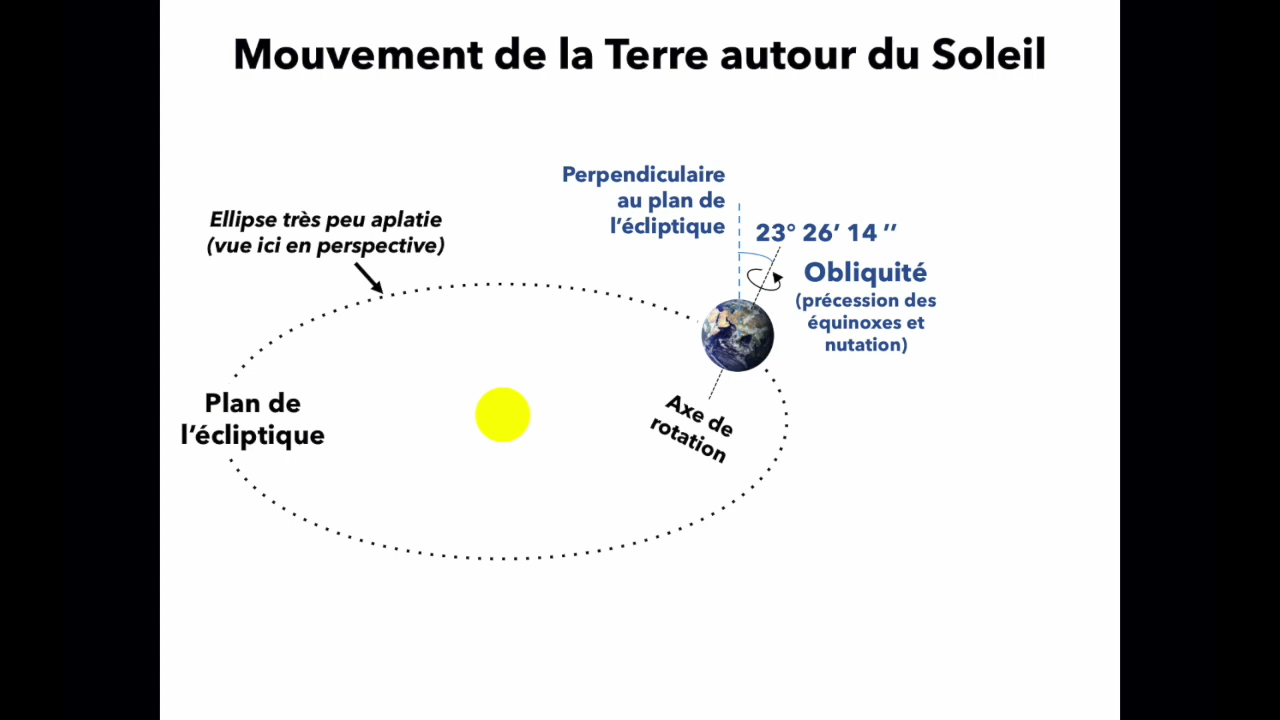 Mouvement de la Terre autour du Soleil
Perpendiculaire
au plan de
l’écliptique
Ellipse très peu aplatie
(vue ici en perspective)
23° 26’ 14 ’’
Obliquité
(précession des
équinoxes et
nutation)
Plan de
l’écliptique
Axe de
rotation